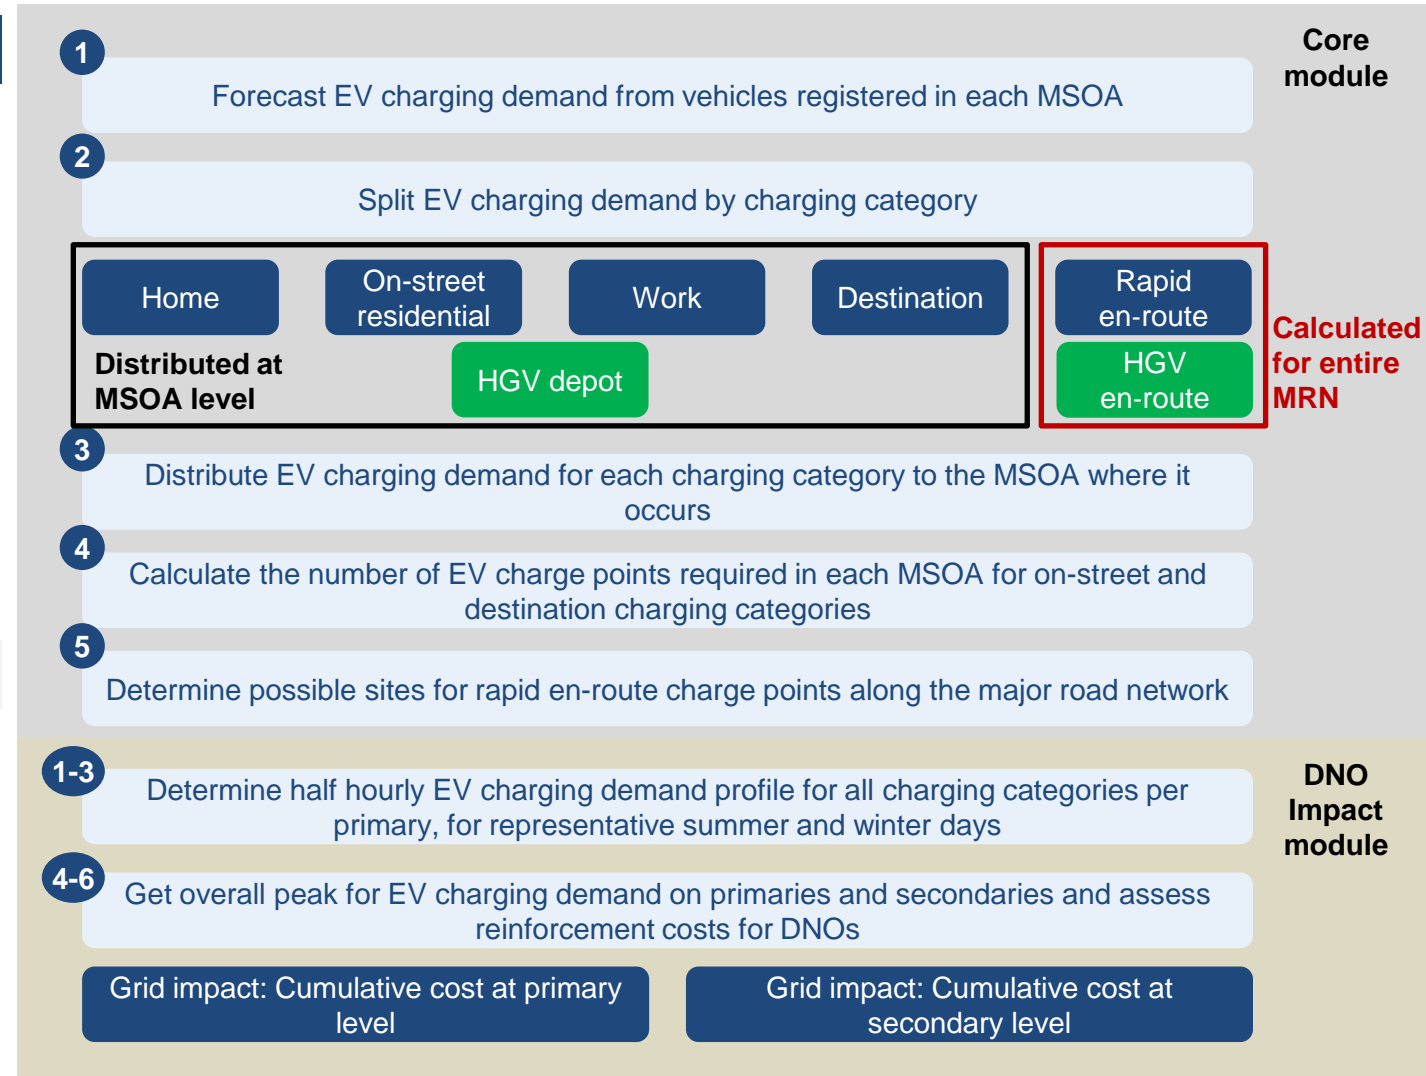 Core
module
1
Forecast EV charging demand from vehicles registered in each MSOA
2
Split EV charging demand by charging category
Home
On-street
residential
Work
Destination
Rapid
en-route
Distributed at
MSOA level
HGV depot
HGV
en-route
Calculated
for entire
MRN
3
Distribute EV charging demand for each charging category to the MSOA where it
occurs
4
Calculate the number of EV charge points required in each MSOA for on-street and
destination charging categories
5
Determine possible sites for rapid en-route charge points along the major road network
1-3
Determine half hourly EV charging demand profile for all charging categories per
primary, for representative summer and winter days
DNO
Impact
module
4-6
Get overall peak for EV charging demand on primaries and secondaries and assess
reinforcement costs for DNOs
Grid impact: Cumulative cost at primary
level
Grid impact: Cumulative cost at
secondary level